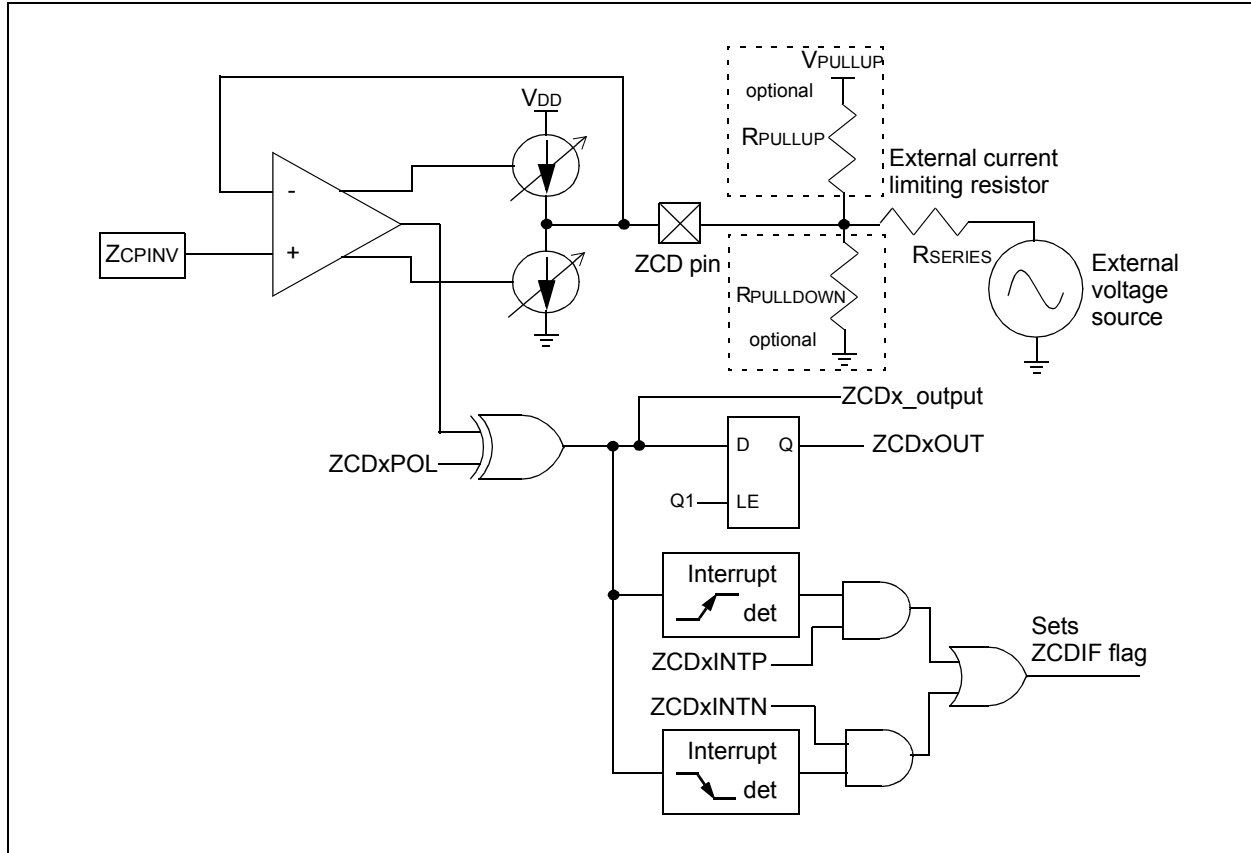 VPULLUP
optional
RPULLUP
VDD
External current
limiting resistor
-
+
ZCPINV
ZCD pin
RSERIES
RPULLDOWN
optional
External
voltage
source
ZCDx_output
ZCDxPOL
D
Q
ZCDxOUT
Q1
LE
Interrupt
det
ZCDxINTP
Sets
ZCDIF flag
ZCDxINTN
Interrupt
det